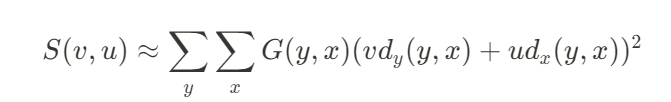 S(v, u) ≈ ∑_y ∑_x G(y, x)(vd_y(y, x) + ud_x(y, x))²